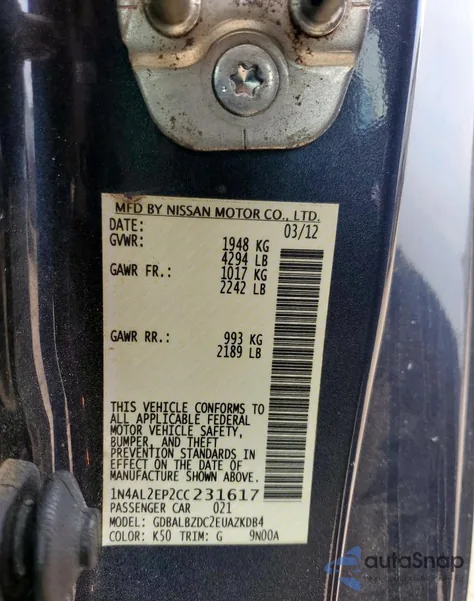 MFD BY NISSAN MOTOR CO., LTD.
DATE: 03/12
GVWR: 1948 KG
4294 LB
GAWR FR.: 1017 KG
2242 LB
GAWR RR.: 993 KG
2189 LB
THIS VEHICLE CONFORMS TO
ALL APPLICABLE FEDERAL
MOTOR VEHICLE SAFETY,
BUMPER, AND THEFT
PREVENTION STANDARDS IN
EFFECT ON THE DATE OF
MANUFACTURE SHOWN ABOVE.
1N4AL2EP2CC231617
PASSENGER CAR 021
MODEL: GDBALBZDC2EUAZKDB4
COLOR: K50 TRIM: G 9N00A
autoSnap